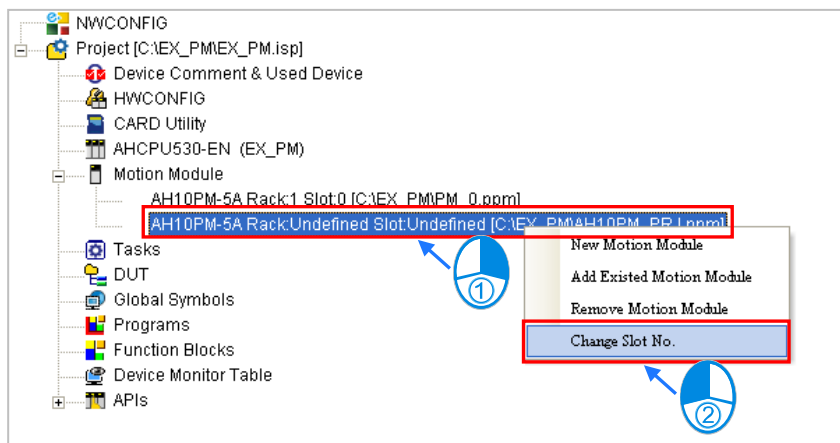 NWCONFIG
Project [C:\EX_PM\EX_PM.isp]
Device Comment & Used Device
HWCONFIG
CARD Utility
AHCPU530-EN (EX_PM)
Motion Module
AH10PM-5A Rack:1 Slot:0 [C:\EX_PM\PM_0.ppm]
AH10PM-5A Rack:Undefined Slot:Undefined [C:\EX_PM\AH10PM_PRJ.ppm]
New Motion Module
Tasks
DUT
Add Existed Motion Module
①
Global Symbols
Remove Motion Module
Programs
Change Slot No.
Function Blocks
Device Monitor Table
APIs
②